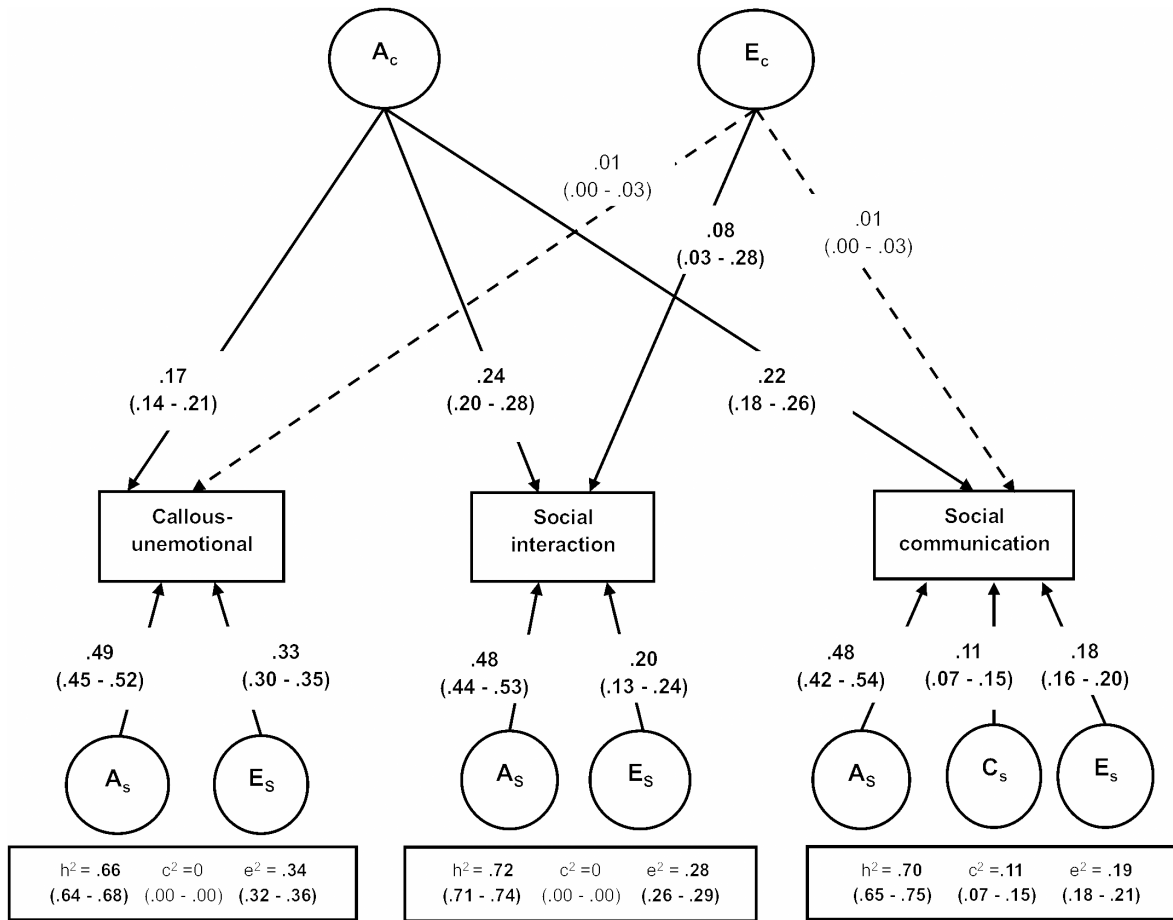 A c
E c
.01
(.00 - .03)
.08
(.03 - .28)
.01
(.00 - .03)
.17
(.14 - .21)
.24
(.20 - .28)
.22
(.18 - .26)
Callous-
unemotional
Social
interaction
Social
communication
.49
(.45 - .52)
.33
(.30 - .35)
.48
(.44 - .53)
.20
(.13 - .24)
.48
(.42 - .54)
.11
(.07 - .15)
.18
(.16 - .20)
A s
E S
A S
E S
A S
C s
E s
h² = .66 c² =0 e² = .34
(.64 - .68) (.00 - .00) (.32 - .36)
h² = .72 c² =0 e² = .28
(.71 - .74) (.00 - .00) (.26 - .29)
h² = .70 c² = .11 e² = .19
(.65 - .75) (.07 - .15) (.18 - .21)